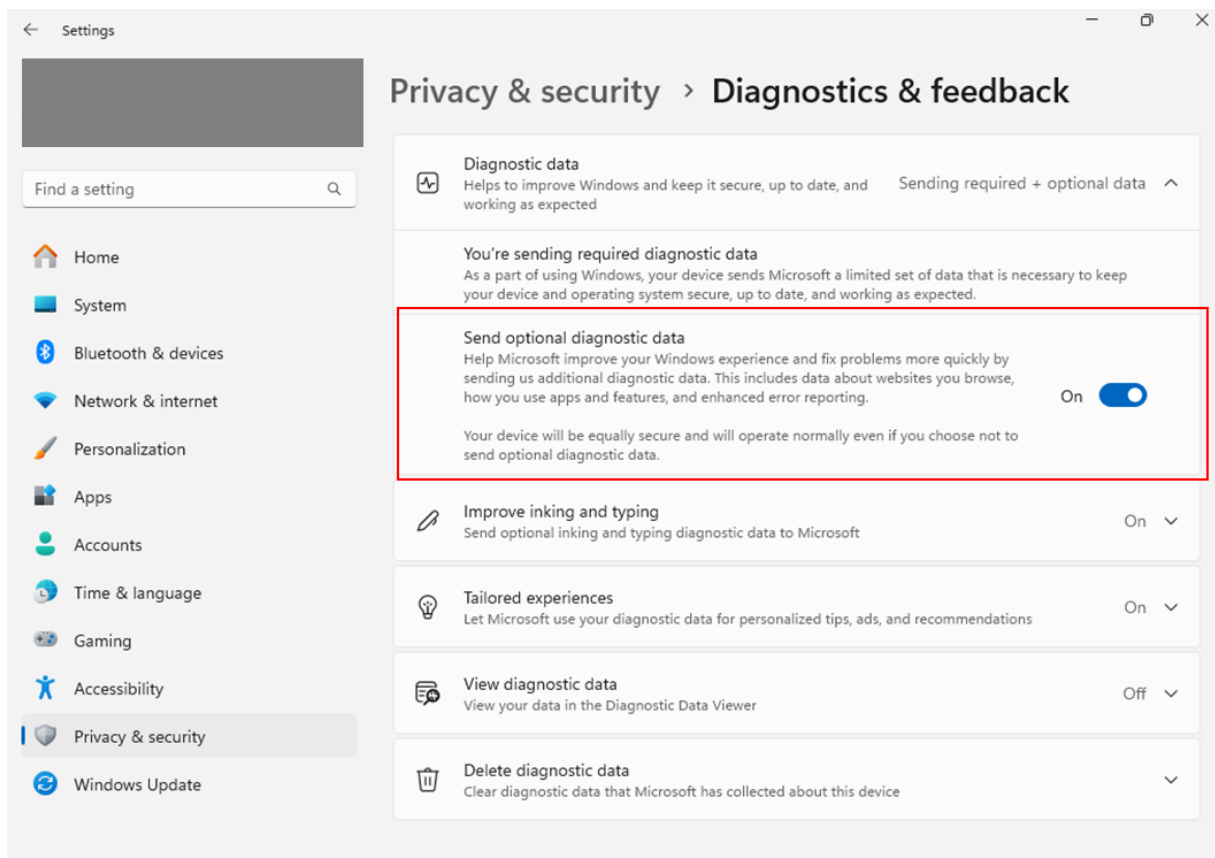 Settings
Find a setting
Home
System
Bluetooth & devices
Network & internet
Personalization
Apps
Accounts
Time & language
Gaming
Accessibility
Privacy & security
Windows Update
Privacy & security > Diagnostics & feedback
Diagnostic data
Helps to improve Windows and keep it secure, up to date, and
working as expected
Sending required + optional data
You're sending required diagnostic data
As a part of using Windows, your device sends Microsoft a limited set of data that is necessary to keep
your device and operating system secure, up to date, and working as expected.
Send optional diagnostic data
Help Microsoft improve your Windows experience and fix problems more quickly by
sending us additional diagnostic data. This includes data about websites you browse,
how you use apps and features, and enhanced error reporting.
On
Your device will be equally secure and will operate normally even if you choose not to
send optional diagnostic data.
Improve inking and typing
Send optional inking and typing diagnostic data to Microsoft
On
Tailored experiences
Let Microsoft use your diagnostic data for personalized tips, ads, and recommendations
On
View diagnostic data
View your data in the Diagnostic Data Viewer
Off
Delete diagnostic data
Clear diagnostic data that Microsoft has collected about this device